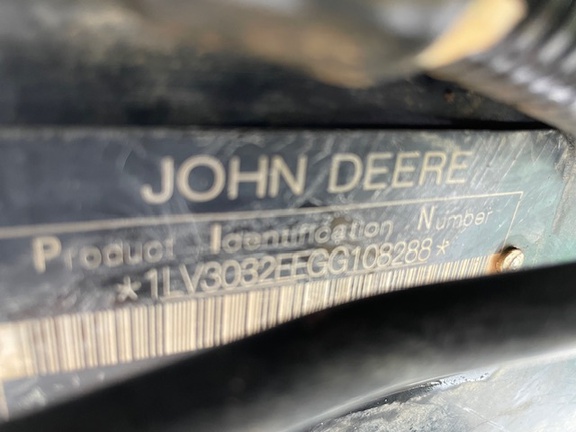 JOHN DEERE
Product Identification Number
*1LV3032EEGG108288*